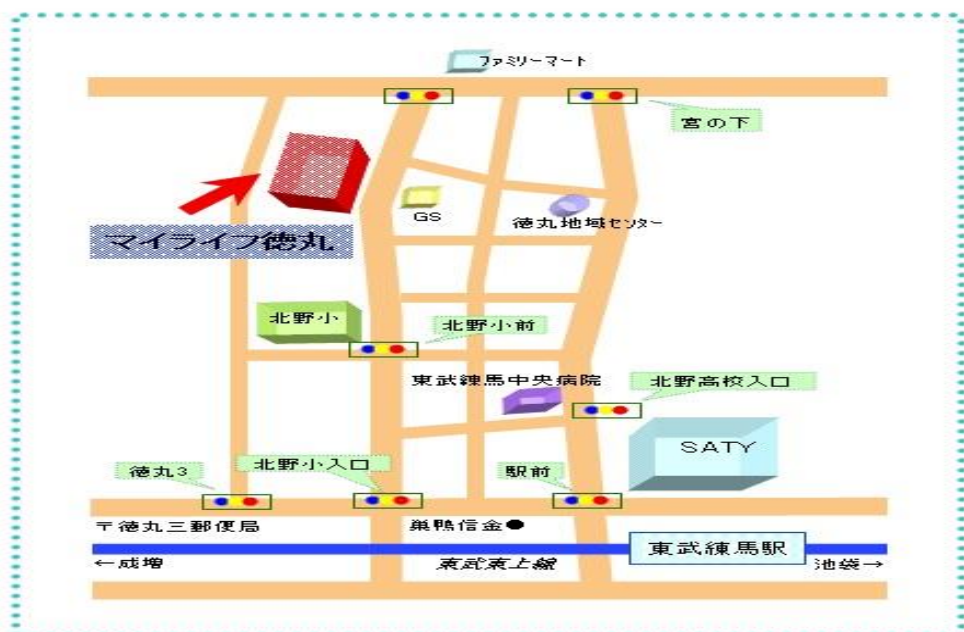 ファミリーマート
宮の下
GS
徳丸地域センター
マイライフ徳丸
北野小
北野小前
東武練馬中央病院
北野高校入口
SATY
徳丸3
北野小入口
駅前
〒徳丸三郵便局
巣鴨信金●
東武練馬駅
←成増
東武東上線
池袋→